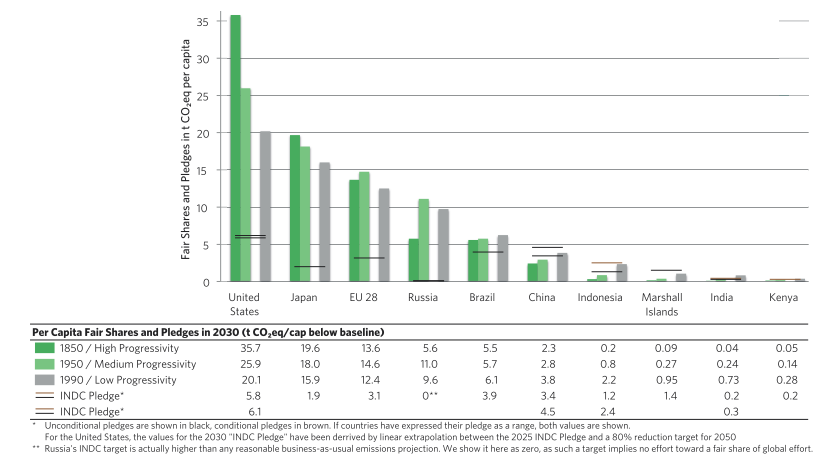 Fair Shares and Pledges in t CO₂eq per capita
35
30
25
20
15
10
5
0
United States
Japan
EU 28
Russia
Brazil
China
Indonesia
Marshall Islands
India
Kenya
Per Capita Fair Shares and Pledges in 2030 (t CO₂eq/cap below baseline)
1850 / High Progressivity 35.7 19.6 13.6 5.6 5.5 2.3 0.2 0.09 0.04 0.05
1950 / Medium Progressivity 25.9 18.0 14.6 11.0 5.7 2.8 0.8 0.27 0.24 0.14
1990 / Low Progressivity 20.1 15.9 12.4 9.6 6.1 3.8 2.2 0.95 0.73 0.28
INDC Pledge* 5.8 1.9 3.1 0** 3.9 3.4 1.2 1.4 0.2 0.2
INDC Pledge* 6.1 4.5 2.4 0.3
* Unconditional pledges are shown in black, conditional pledges in brown. If countries have expressed their pledge as a range, both values are shown.
For the United States, the values for the 2030 "INDC Pledge" have been derrived by linear extrapolation between the 2025 INDC Pledge and a 80% reduction target for 2050
** Russia's INDC target is actually higher than any reasonable business-as-usual emissions projection. We show it here as zero, as such a target implies no effort toward a fair share of global effort.